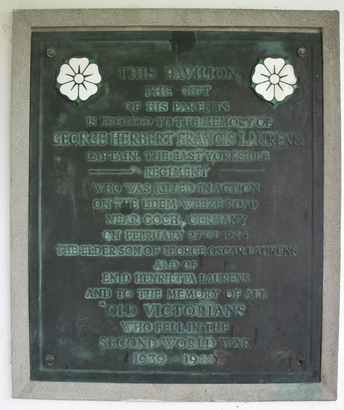 THIS PAVILION
THE GIFT
OF HIS PARENTS
IS ERECTED TO THE MEMORY OF
GEORGE HERBERT FRANCIS LAURENS
CAPTAIN, THE EAST YORKSHIRE
REGIMENT
WHO WAS KILLED IN ACTION
ON THE UDEM-WEEZE ROAD
NEAR GOCH, GERMANY
ON FEBRUARY 27TH 1945
THE ELDER SON OF GEORGE OSCAR LAURENS
AND OF
ENID HENRIETTA LAURENS
AND TO THE MEMORY OF ALL
"OLD VICTORIANS"
WHO FELL IN THE
SECOND WORLD WAR
1939 - 1945